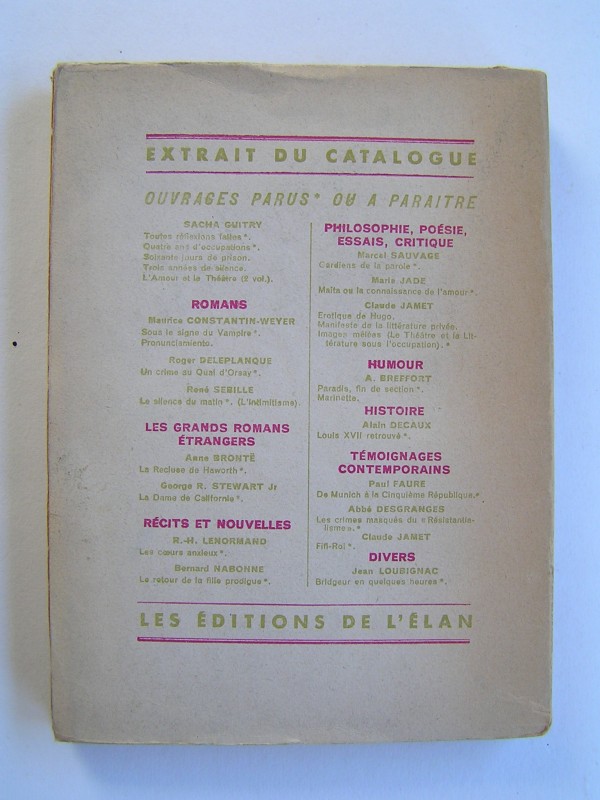 EXTRAIT DU CATALOGUE
OUVRAGES PARUS* OU A PARAITRE
SACHA GUITRY
Toutes réflexions faites*.
Quatre ans d'occupations*.
Soixante jours de prison.
Trois années de silence.
L'Amour et le Théâtre (2 vol.).
ROMANS
Maurice CONSTANTIN-WEYER
Sous le signe du Vampire*.
Pronunciamiento.
Roger DELEPLANQUE
Un crime au Quai d'Orsay*.
René SEBILLE
Le silence du matin*. (L'Intimitisme).
LES GRANDS ROMANS
ÉTRANGERS
Anne BRONTË
La Recluse de Haworth*.
George R. STEWART Jr
La Dame de Californie*.
RÉCITS ET NOUVELLES
R.-H. LENORMAND
Les cœurs anxieux*.
Bernard NABONNE
Le retour de la fille prodigue*.
PHILOSOPHIE, POÉSIE,
ESSAIS, CRITIQUE
Marcel SAUVAGE
Gardiens de la parole*.
Marie JADE
Maïta ou la connaissance de l'amour*.
Claude JAMET
Erotique de Hugo.
Manifeste de la littérature privée.
Images mêlées (Le Théâtre et la Lit-
térature sous l'occupation).*
HUMOUR
A. BREFFORT
Paradis, fin de section*.
Marinette.
HISTOIRE
Alain DECAUX
Louis XVII retrouvé*.
TÉMOIGNAGES
CONTEMPORAINS
Paul FAURE
De Munich à la Cinquième République.*
Abbé DESGRANGES
Les crimes masqués du «Résistantia-
lisme».*
Claude JAMET
Fifi-Roi*.
DIVERS
Jean LOUBIGNAC
Bridgeur en quelques heures*.
LES ÉDITIONS DE L'ÉLAN